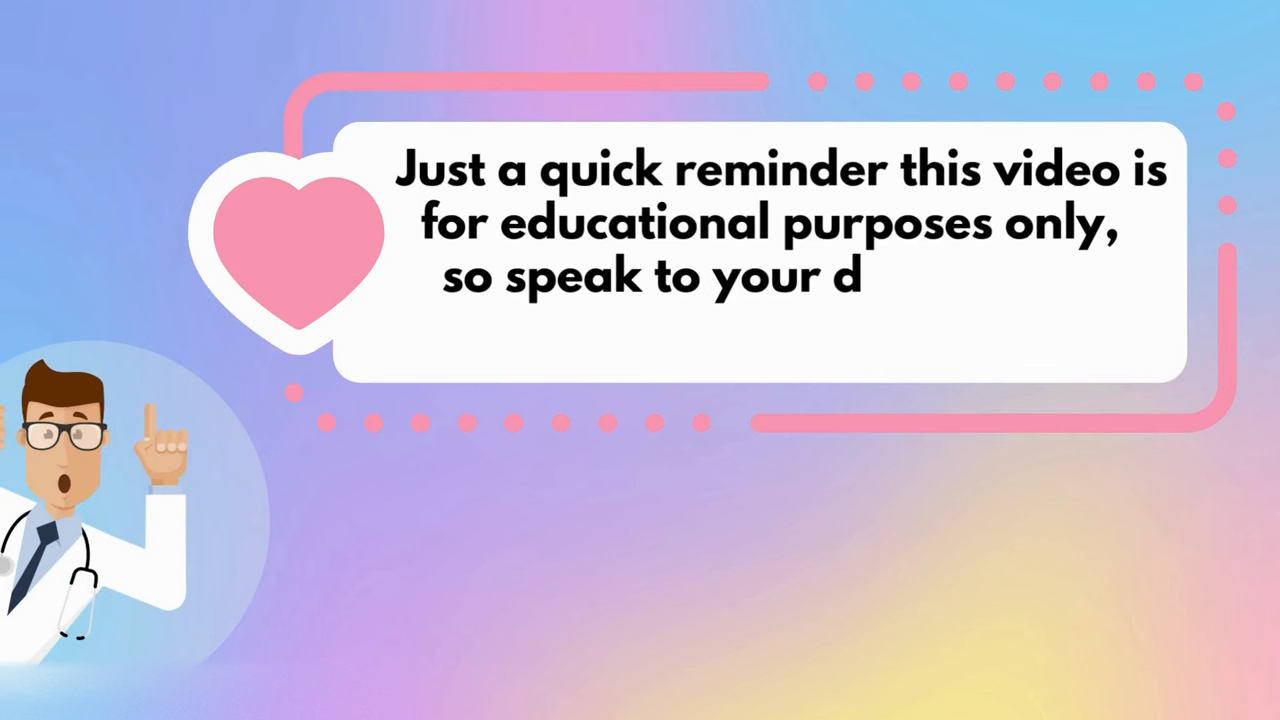 Just a quick reminder this video is
for educational purposes only,
so speak to your d